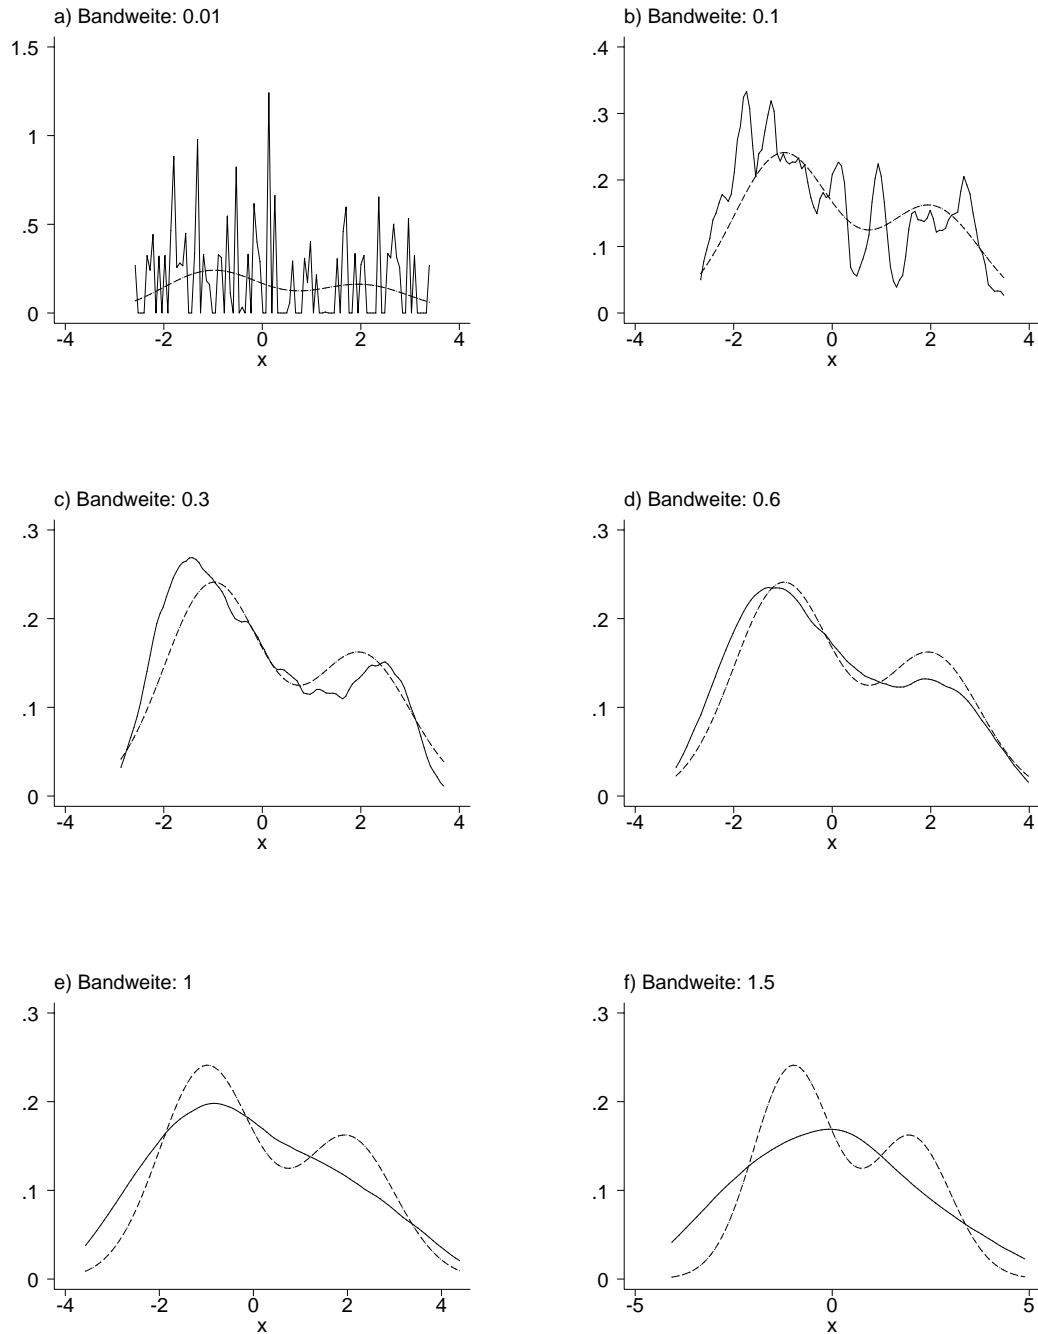 a) Bandweite: 0.01
1.5
1
.5
0
-4 -2 0 2 4
x
b) Bandweite: 0.1
.4
.3
.2
.1
0
-4 -2 0 2 4
x
c) Bandweite: 0.3
.3
.2
.1
0
-4 -2 0 2 4
x
d) Bandweite: 0.6
.3
.2
.1
0
-4 -2 0 2 4
x
e) Bandweite: 1
.3
.2
.1
0
-4 -2 0 2 4
x
f) Bandweite: 1.5
.3
.2
.1
0
-5 0 5
x